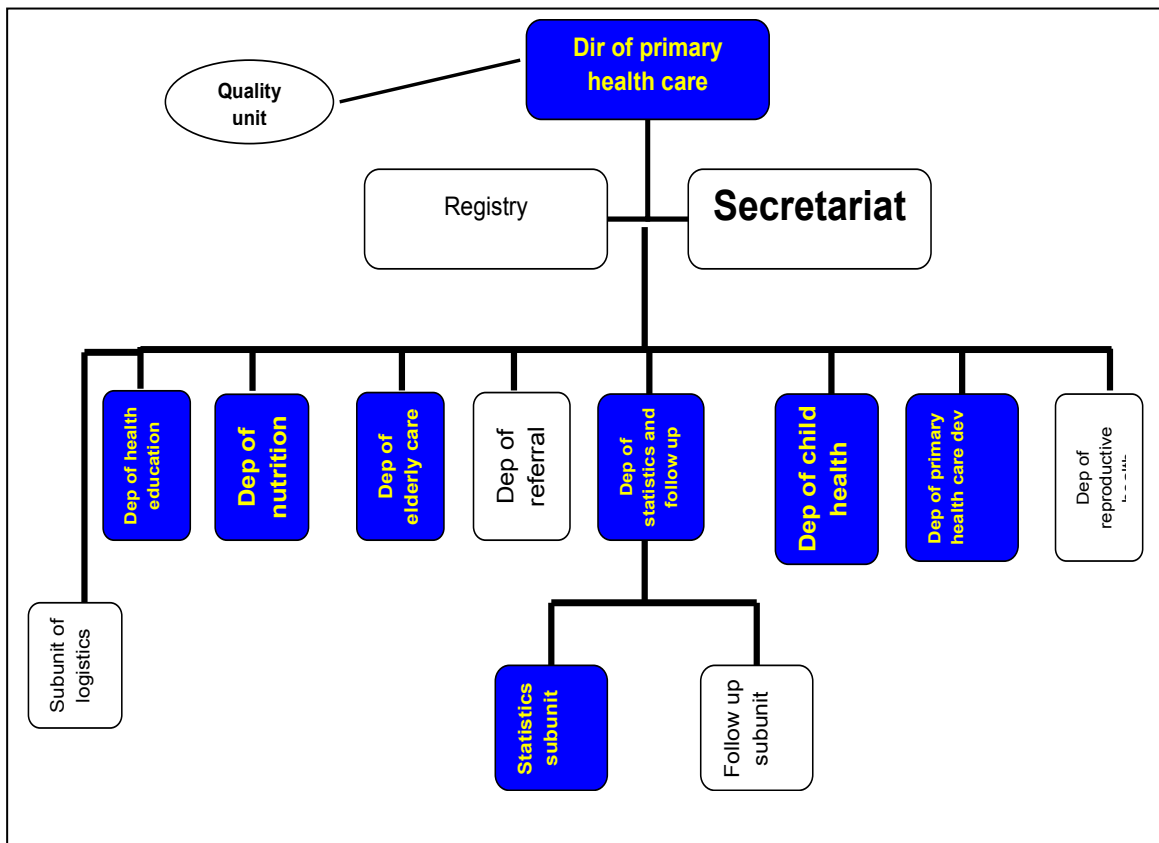 Dir of primary
health care
Quality
unit
Registry
Secretariat
Dep of health
education
Dep of
nutrition
Dep of
elderly care
Dep of
referral
Dep of
statistics and
follow up
Dep of child
health
Dep of primary
health care dev
Dep of
reproductive
Subunit of
logistics
Statistics
subunit
Follow up
subunit